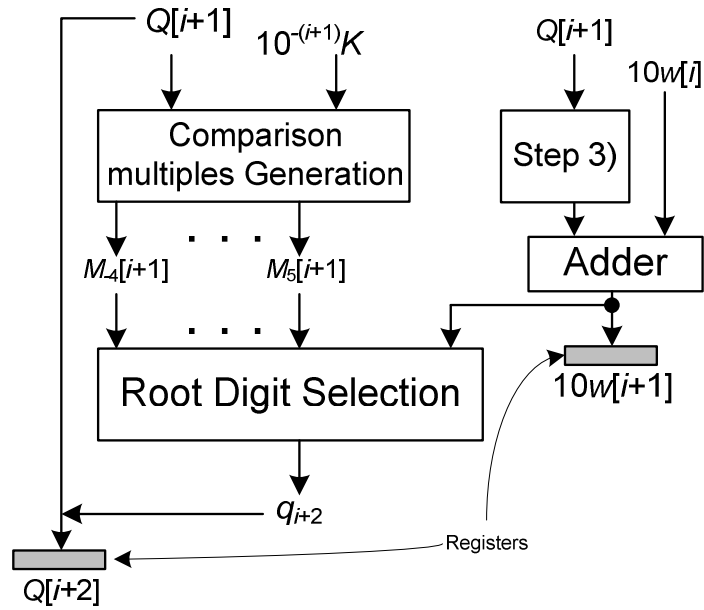 Q[i+1]
10-(i+1)K
Q[i+1]
10w[i]
Comparison
multiples Generation
Step 3)
Adder
. . .
M-4[i+1]
M5[i+1]
. . .
Root Digit Selection
10w[i+1]
qi+2
Registers
Q[i+2]